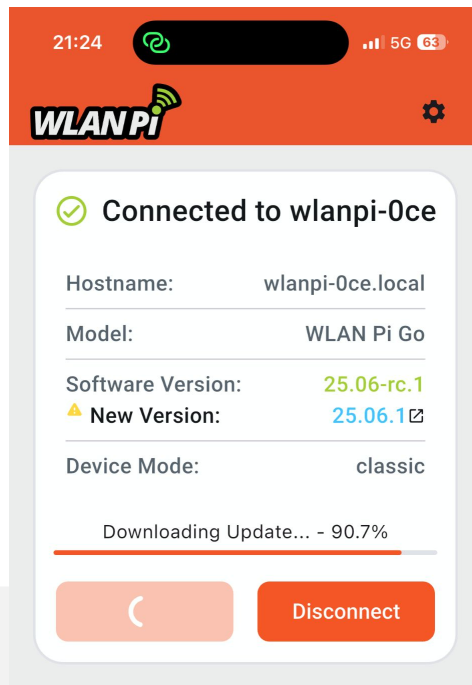 21:24
5G 63
WLAN Pi
Connected to wlanpi-0ce
Hostname: wlanpi-0ce.local
Model: WLAN Pi Go
Software Version: 25.06-rc.1
New Version: 25.06.1
Device Mode: classic
Downloading Update... - 90.7%
Disconnect